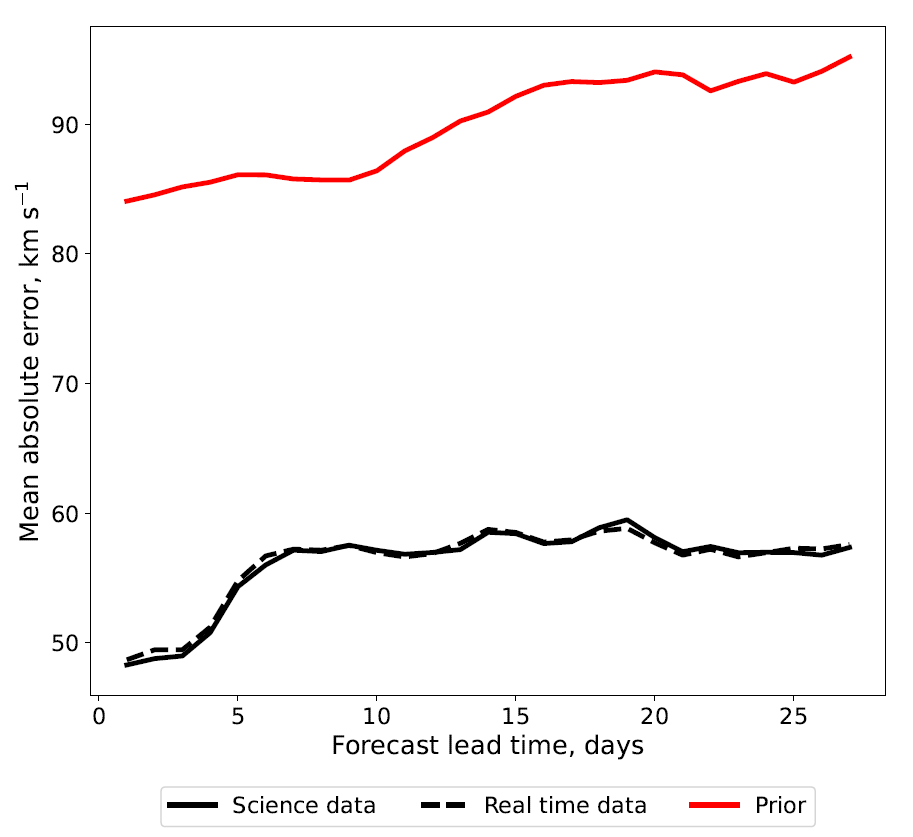 90
80
70
60
50
Mean absolute error, km s⁻¹
0 5 10 15 20 25
Forecast lead time, days
Science data Real time data Prior